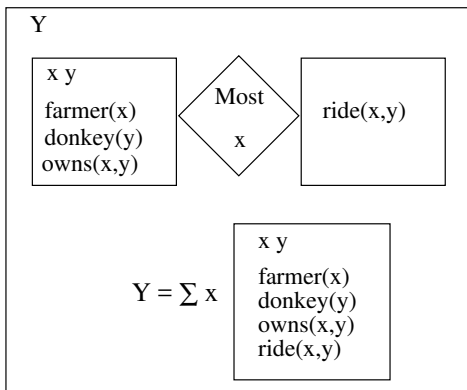 Y
x y
farmer(x)
donkey(y)
owns(x,y)
Most
x
ride(x,y)
Y = ∑ x
x y
farmer(x)
donkey(y)
owns(x,y)
ride(x,y)